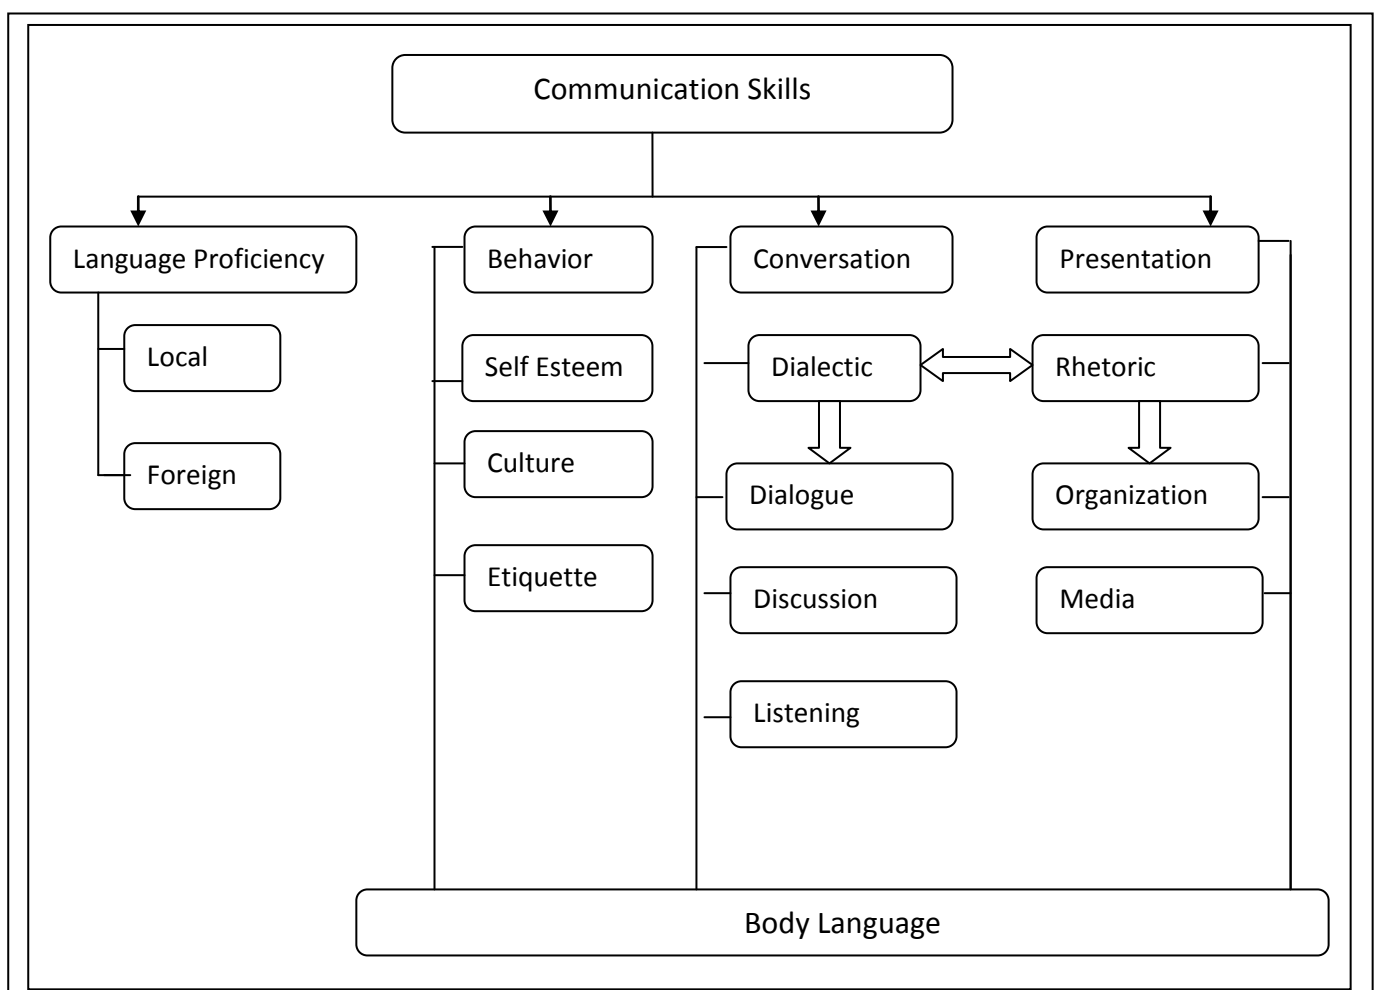 Communication Skills
Language Proficiency
Behavior
Conversation
Presentation
Local
Self Esteem
Dialectic
Rhetoric
Foreign
Culture
Dialogue
Organization
Etiquette
Discussion
Media
Listening
Body Language